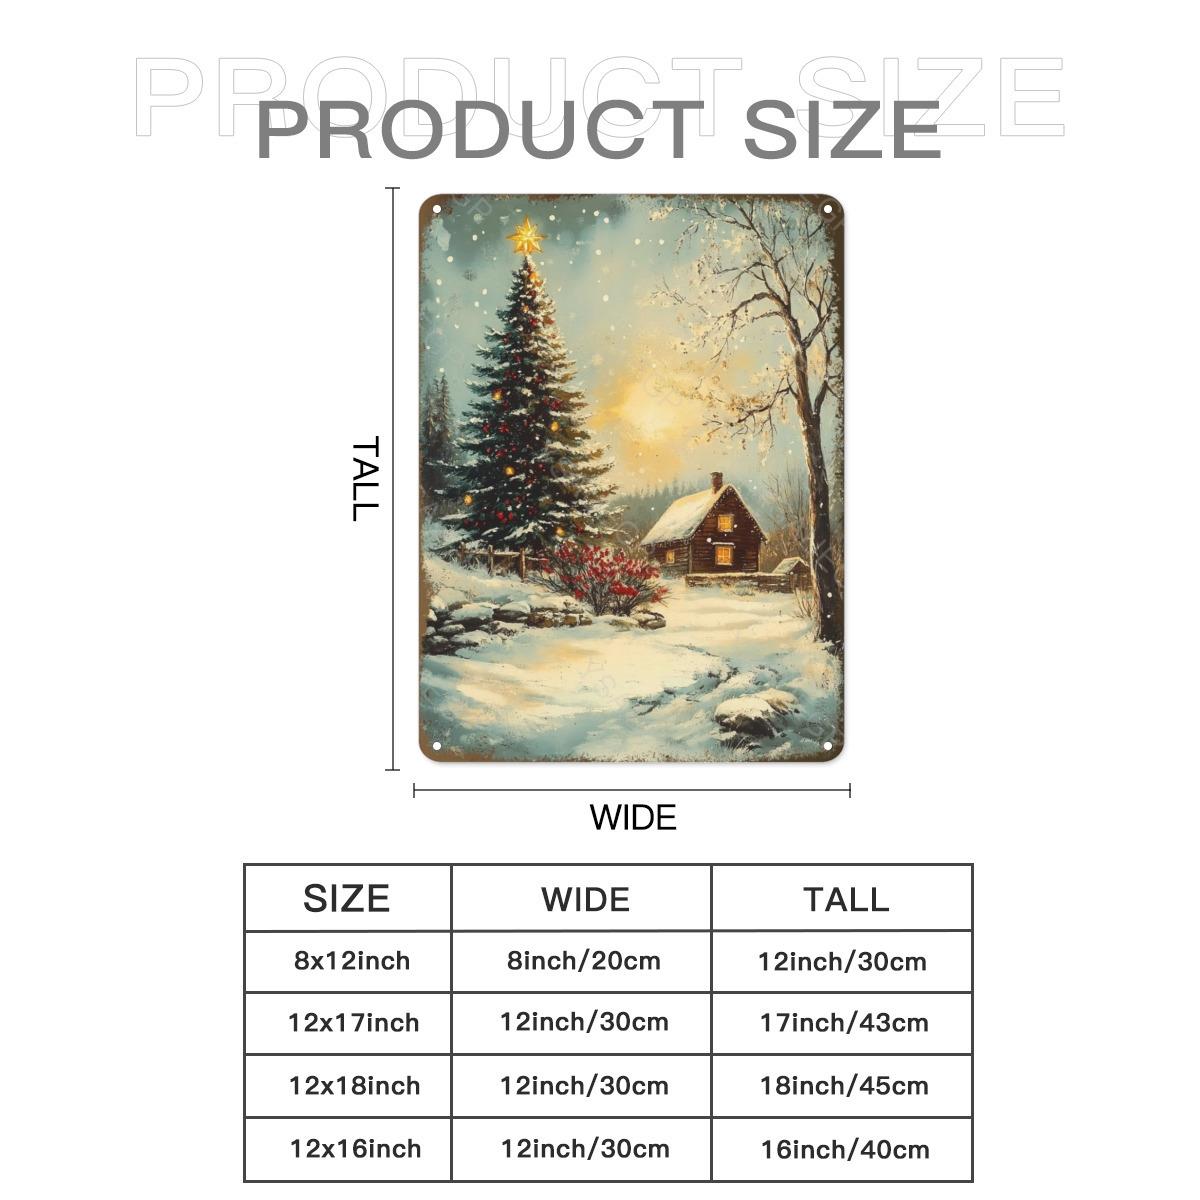 PRODUCT SIZE
PRODUCT SIZE
TALL
WIDE
SIZE WIDE TALL
8x12inch 8inch/20cm 12inch/30cm
12x17inch 12inch/30cm 17inch/43cm
12x18inch 12inch/30cm 18inch/45cm
12x16inch 12inch/30cm 16inch/40cm